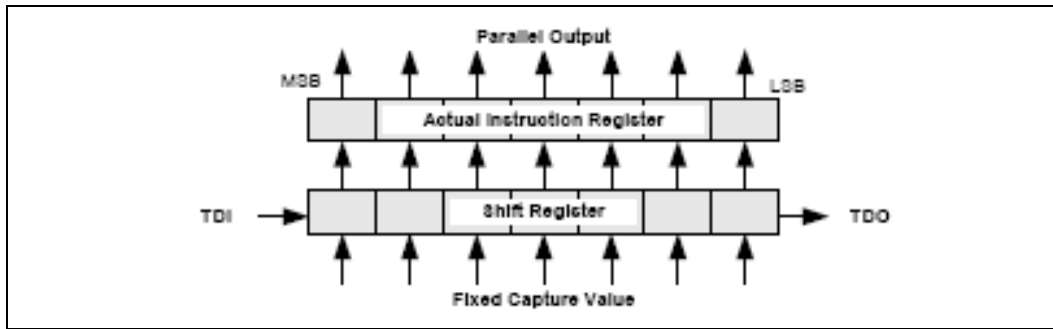 Parallel Output
MSB
LSB
Actual Instruction Register
TDI
Shift Register
TDO
Fixed Capture Value